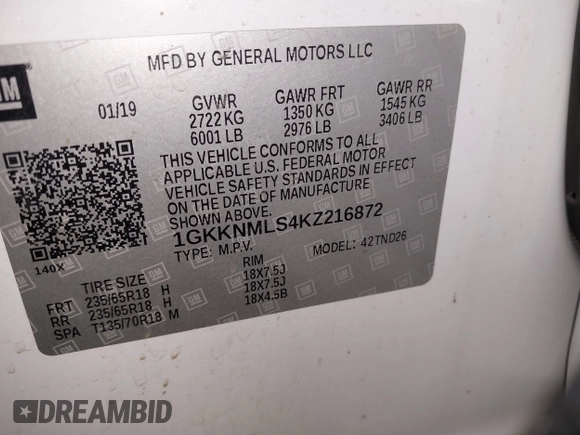 GM
MFD BY GENERAL MOTORS LLC
01/19
GVWR
2722 KG
6001 LB
GAWR FRT
1350 KG
2976 LB
GAWR RR
1545 KG
3406 LB
THIS VEHICLE CONFORMS TO ALL
APPLICABLE U.S. FEDERAL MOTOR
VEHICLE SAFETY STANDARDS IN EFFECT
ON THE DATE OF MANUFACTURE
SHOWN ABOVE.
1GKKNMLS4KZ216872
TYPE: M.P.V. MODEL: 42TND26
140X
TIRE SIZE RIM
FRT 235/65R18 H 18X7.5J
RR 235/65R18 H 18X7.5J
SPA T135/70R18 M 18X4.5B
DREAMBID